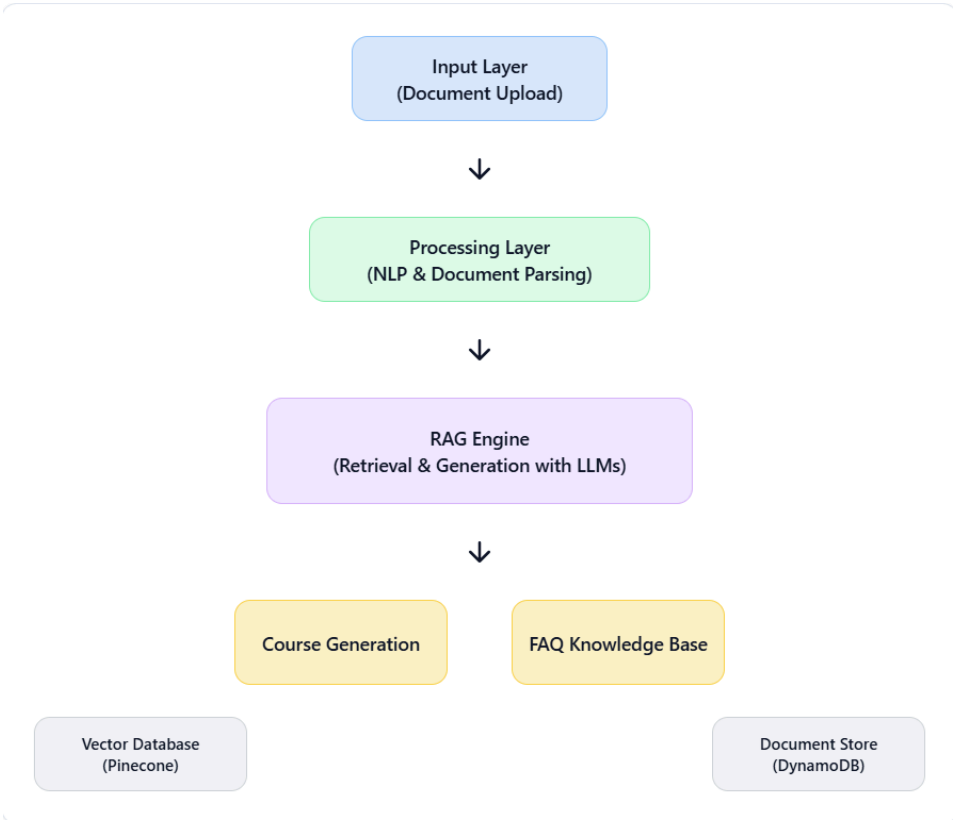 Input Layer
(Document Upload)
Processing Layer
(NLP & Document Parsing)
RAG Engine
(Retrieval & Generation with LLMs)
Course Generation
FAQ Knowledge Base
Vector Database
(Pinecone)
Document Store
(DynamoDB)